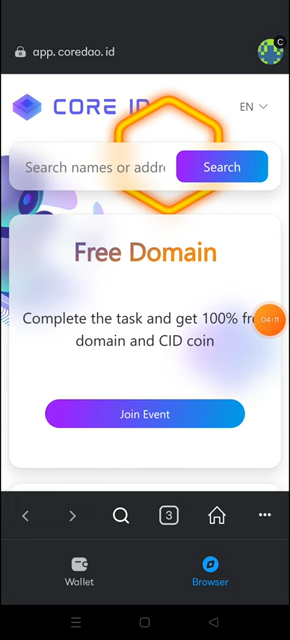 app.coredao.id
C
CORE ID
EN
Search names or addre
Search
Free Domain
Complete the task and get 100% fre
04:11
domain and CID coin
Join Event
3
Wallet
Browser